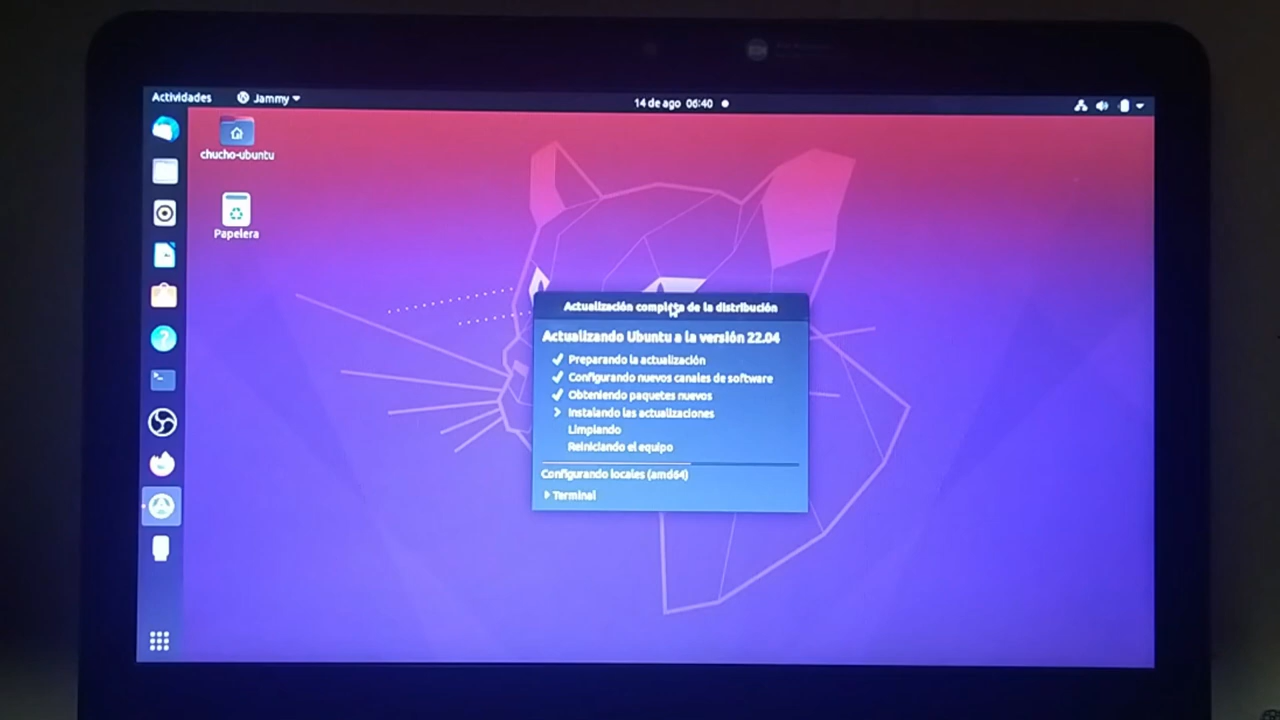 Actividades
Jammy
14 de ago 06:40
chucho-ubuntu
Papelera
Actualización completa de la distribución
Actualizando Ubuntu a la versión 22.04
Preparando la actualización
Configurando nuevos canales de software
Obteniendo paquetes nuevos
Instalando las actualizaciones
Limpiando
Reiniciando el equipo
Configurando locales (amd64)
Terminal